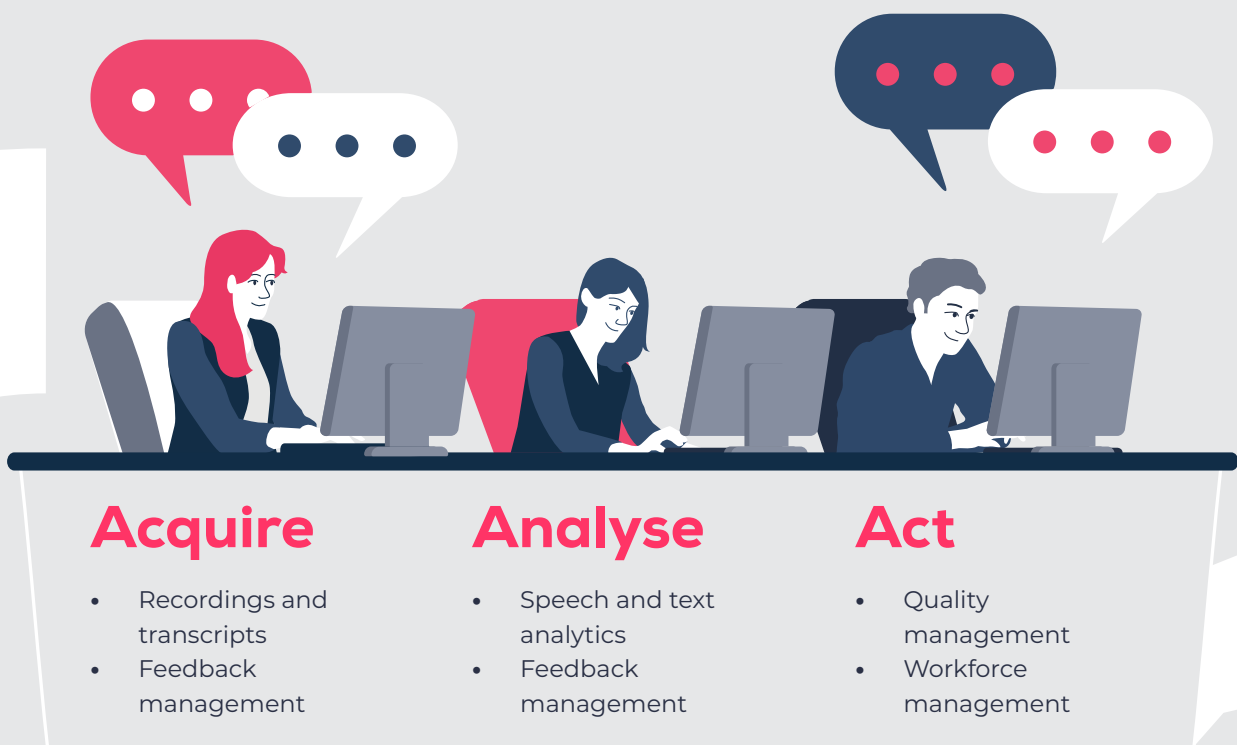 Acquire
• Recordings and
transcripts
• Feedback
management
Analyse
• Speech and text
analytics
• Feedback
management
Act
• Quality
management
• Workforce
management